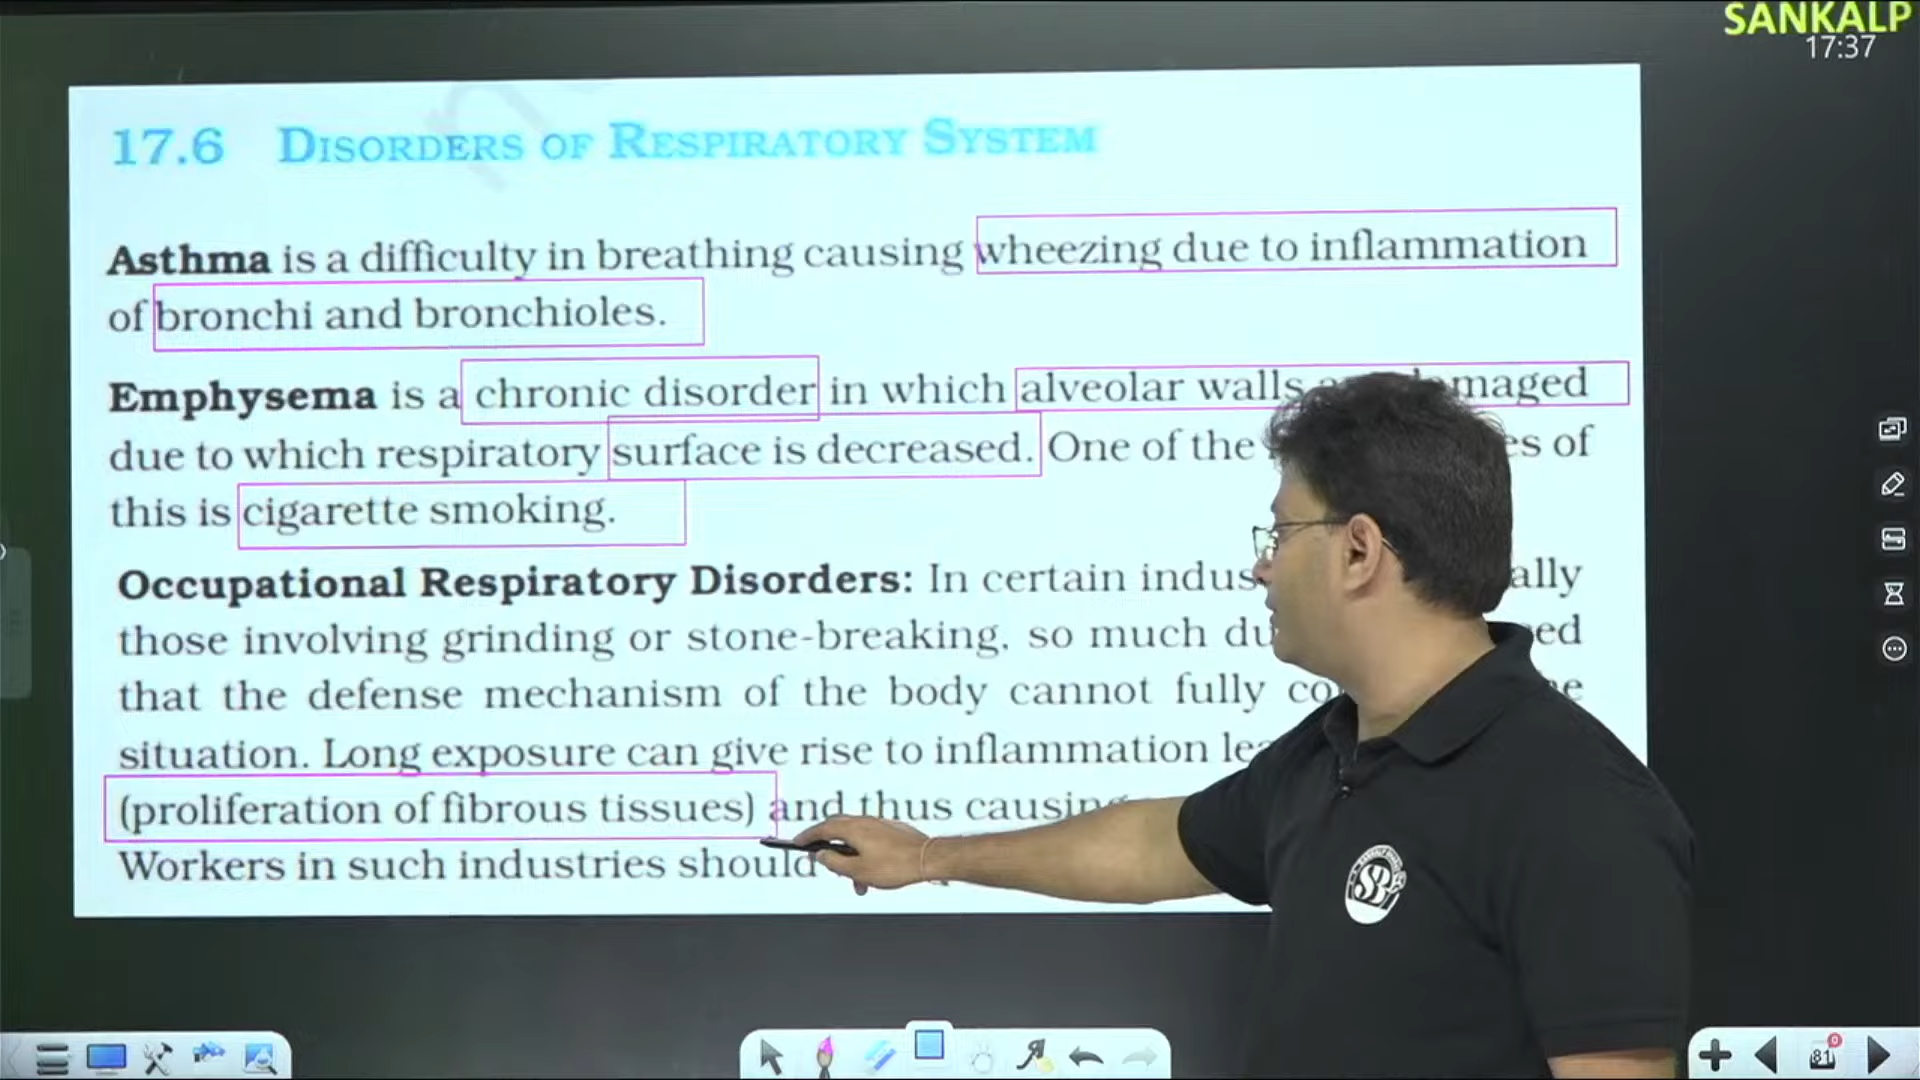 SANKALP
17:37
17.6 DISORDERS OF RESPIRATORY SYSTEM
Asthma is a difficulty in breathing causing wheezing due to inflammation
of bronchi and bronchioles.
Emphysema is a chronic disorder in which alveolar walls
due to which respiratory surface is decreased. One of the of
this is cigarette smoking.
Occupational Respiratory Disorders: In certain
those involving grinding or stone-breaking, so much
that the defense mechanism of the body cannot fully
situation. Long exposure can give rise to inflammation
(proliferation of fibrous tissues) and thus causing
Workers in such industries should
81
0